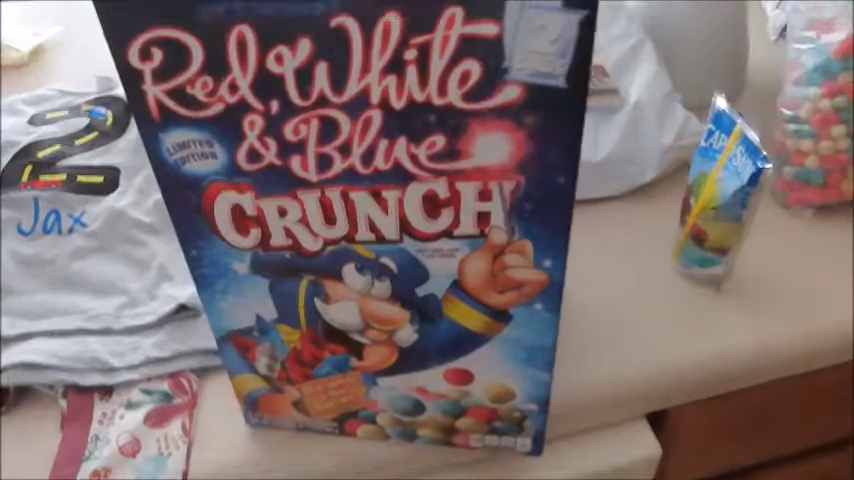 Red, White
& Blue
LIMITED
EDITION
CRUNCH
2
Jax
CAPRI SUN